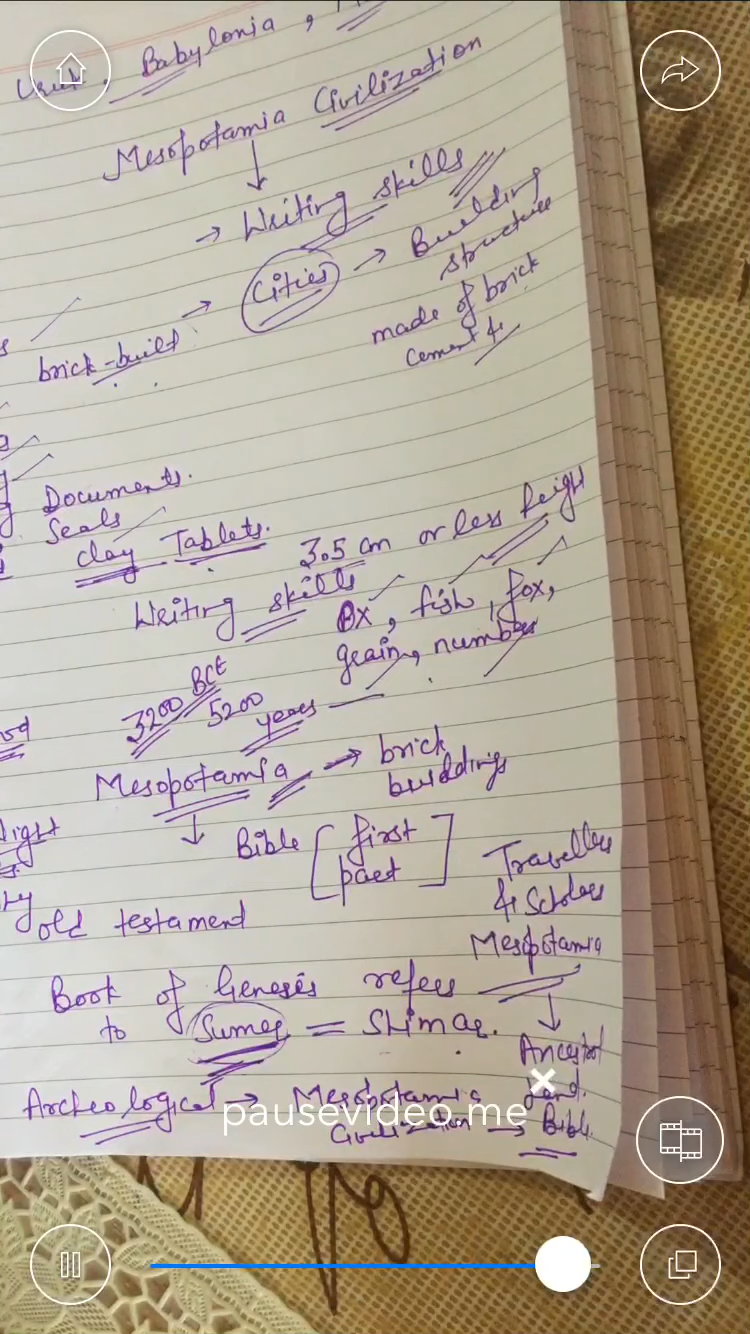 Uruk, Babylonia,
Mesopotamia Civilization
→ Writing skills
brick-built → Cities → Building
structure
made of brick
cement &
Documents.
Seals
clay Tablets.
3.5 cm or less height
Writing skills
Ox, fish, fox,
grain, number
3200 BCE
5200
years
Mesopotamia → brick
buildings
Bible [first
part]
old testament
Travellers
& Scholars
Mesopotamia
Book of Genesis refers
to Sumer = SHimar.
Ancestral
land.
Archeological → Mesopotamia
Civilization → Bible.
pausevideo.me